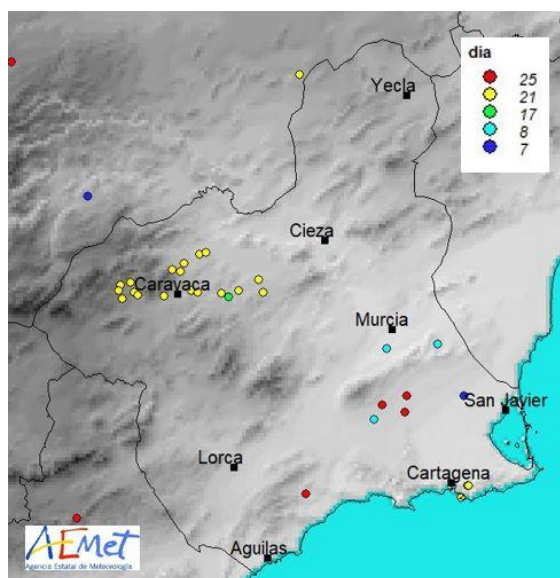 dia
25
21
17
8
7
Yecla
Cieza
Caravaca
Murcia
San Javier
Lorca
Cartagena
Aguilas
AEmet
Agencia Estatal de Meteorología